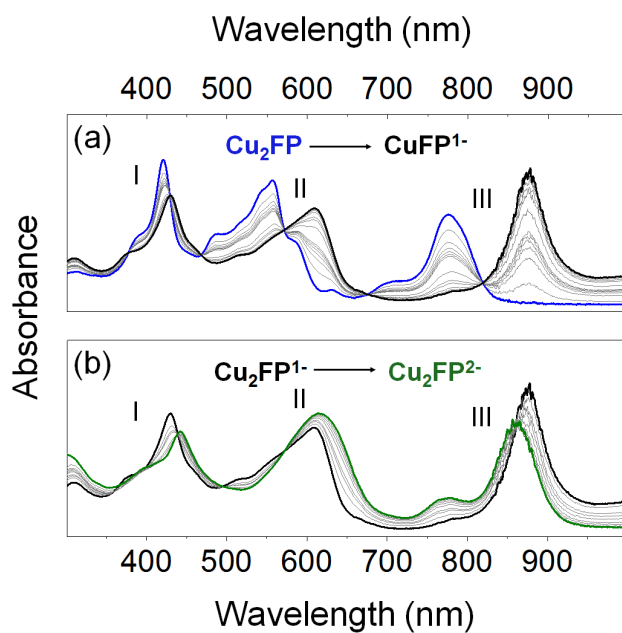 Wavelength (nm)
400 500 600 700 800 900
(a) Cu₂FP → CuFP¹⁻
I II III
Absorbance
(b) Cu₂FP¹⁻ → Cu₂FP²⁻
I II III
400 500 600 700 800 900
Wavelength (nm)